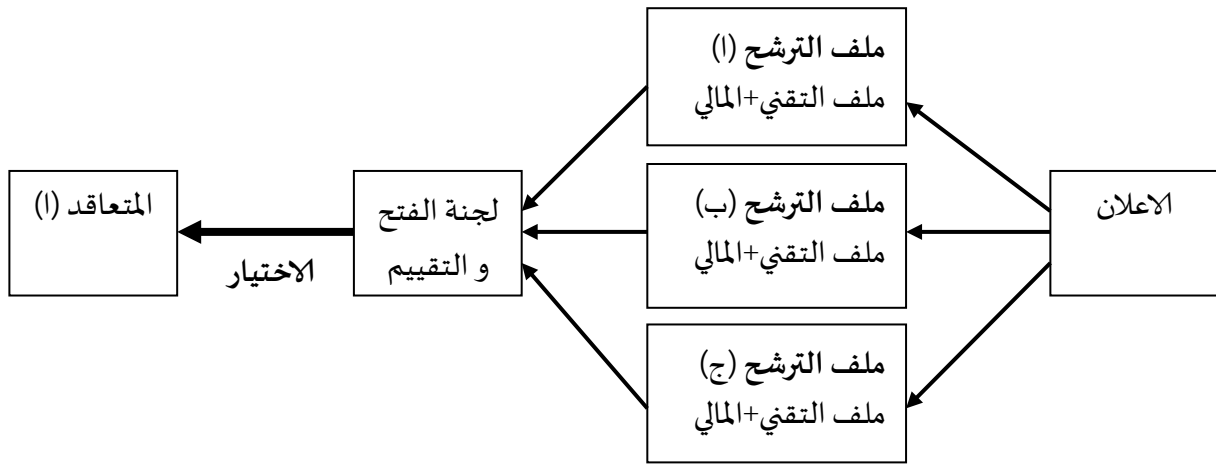 الاعلان
ملف الترشح (ا)
ملف التقني+المالي
ملف الترشح (ب)
ملف التقني+المالي
ملف الترشح (ج)
ملف التقني+المالي
لجنة الفتح
و التقييم
الاختيار
المتعاقد (ا)